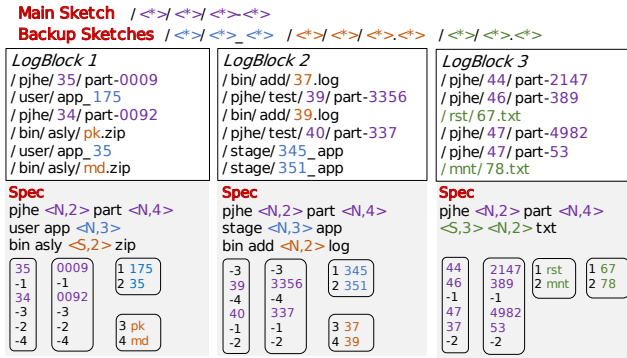 Main Sketch /<*>/<*>/<*>-<*>
Backup Sketches /<*>/<*>_<*> /<*>/<*>/<*>.<*> /<*>/<*>.<*>
LogBlock 1
/pjhe/35/part-0009
/user/app_175
/pjhe/34/part-0092
/bin/asly/pk.zip
/user/app_35
/bin/asly/md.zip
Spec
pjhe <N,2> part <N,4>
user app <N,3>
bin asly <S,2> zip
35
-1
34
-3
-2
-4
0009
-1
0092
-3
-2
-4
1 175
2 35
3 pk
4 md
LogBlock 2
/bin/add/37.log
/pjhe/test/39/part-3356
/bin/add/39.log
/pjhe/test/40/part-337
/stage/345_app
/stage/351_app
Spec
pjhe <N,2> part <N,4>
stage <N,3> app
bin add <N,2> log
-3
39
-4
40
-1
-2
-3
3356
-4
337
-1
-2
1 345
2 351
3 37
4 39
LogBlock 3
/pjhe/44/part-2147
/pjhe/46/part-389
/rst/67.txt
/pjhe/47/part-4982
/pjhe/47/part-53
/mnt/78.txt
Spec
pjhe <N,2> part <N,4>
<S,3> <N,2> txt
44
46
-1
47
37
-2
2147
389
-1
4982
53
-2
1 rst
2 mnt
1 67
2 78